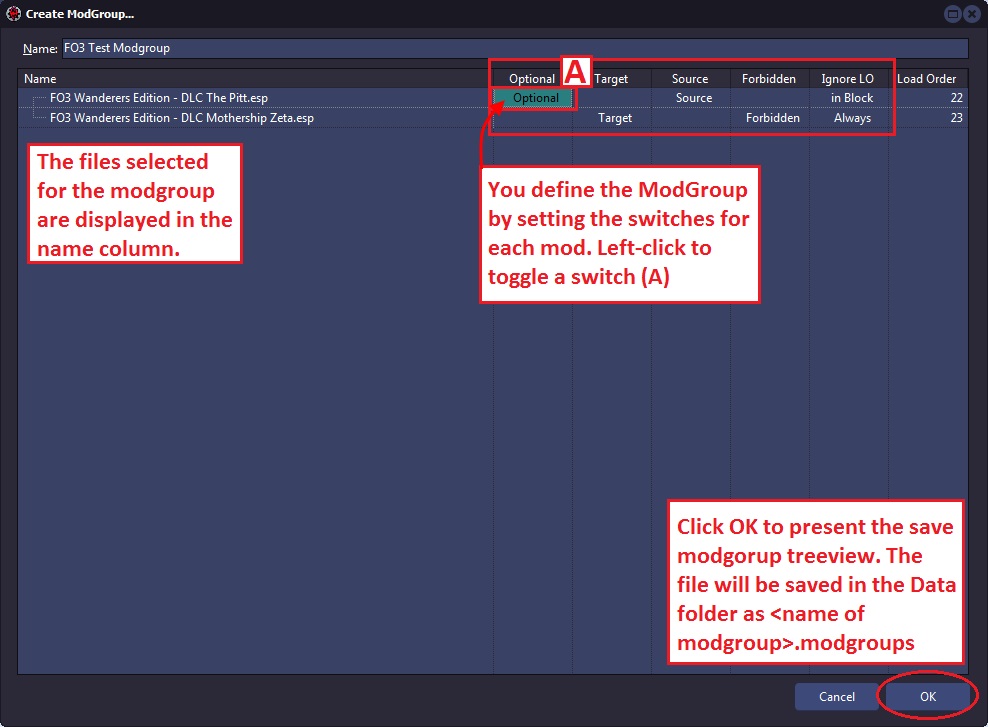 Create ModGroup...
Name: FO3 Test Modgroup
Name Optional A Target Source Forbidden Ignore LO Load Order
FO3 Wanderers Edition - DLC The Pitt.esp Optional Source in Block 22
FO3 Wanderers Edition - DLC Mothership Zeta.esp Target Forbidden Always 23
The files selected
for the modgroup
are displayed in the
name column.
You define the ModGroup
by setting the switches for
each mod. Left-click to
toggle a switch (A)
Click OK to present the save
modgorup treeview. The
file will be saved in the Data
folder as <name of
modgroup>.modgroups
Cancel OK